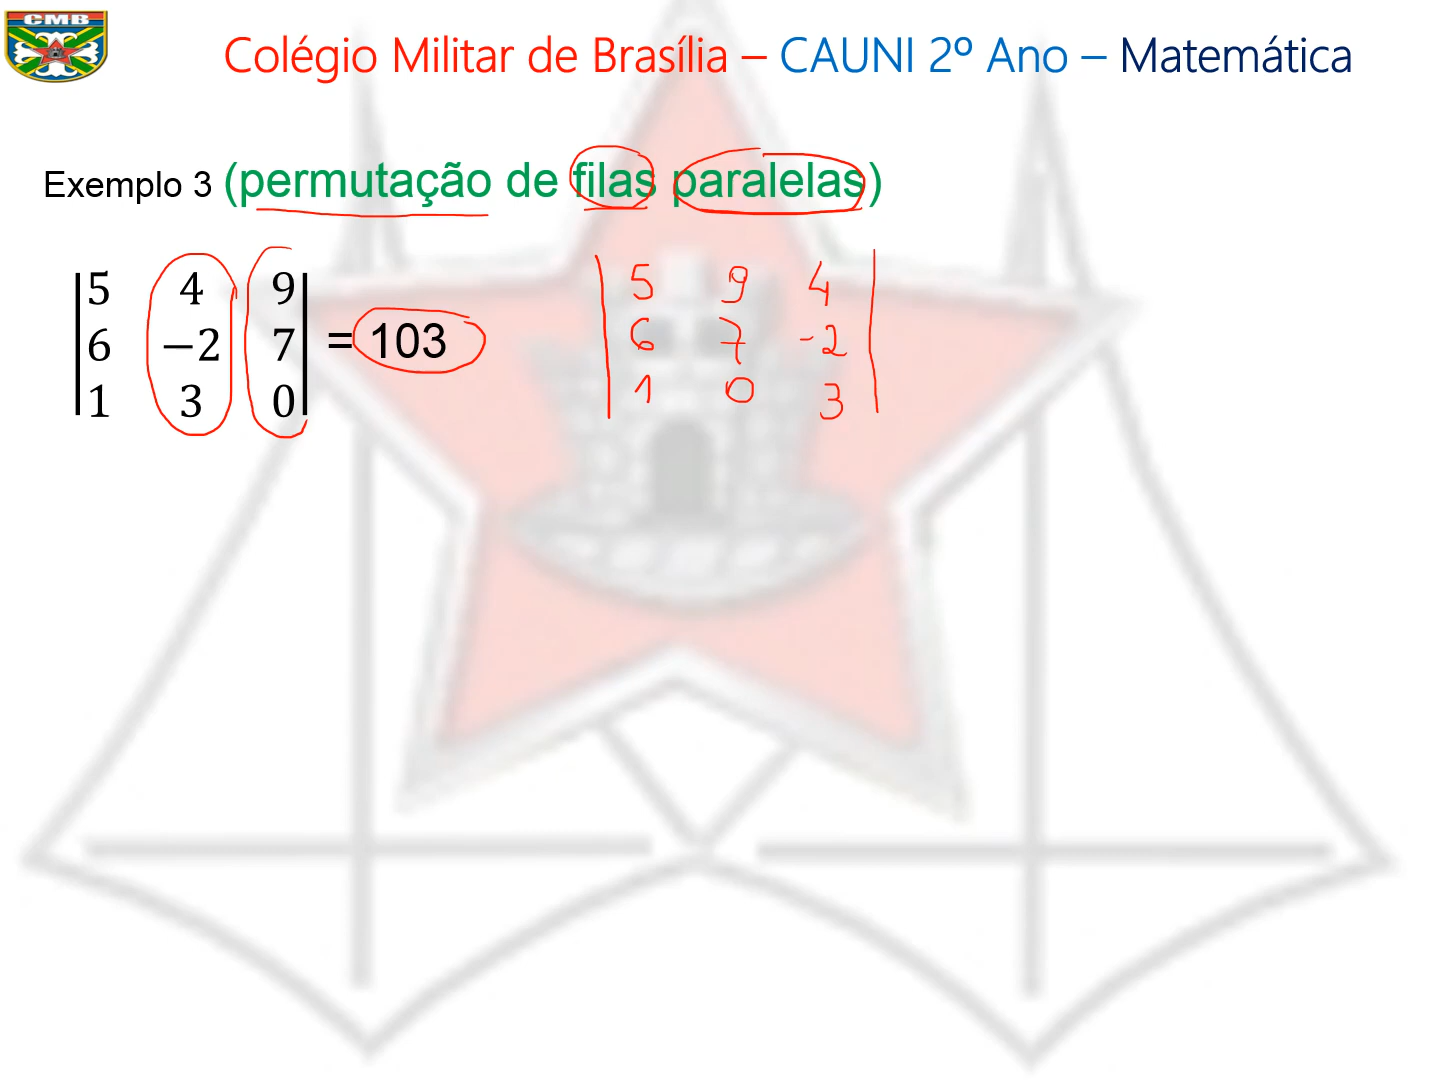 CMB
Colégio Militar de Brasília – CAUNI 2º Ano – Matemática
Exemplo 3 (permutação de filas paralelas)
|5 4 9|
|6 −2 7| = 103
|1 3 0|
|5 9 4|
|6 7 -2|
|1 0 3|